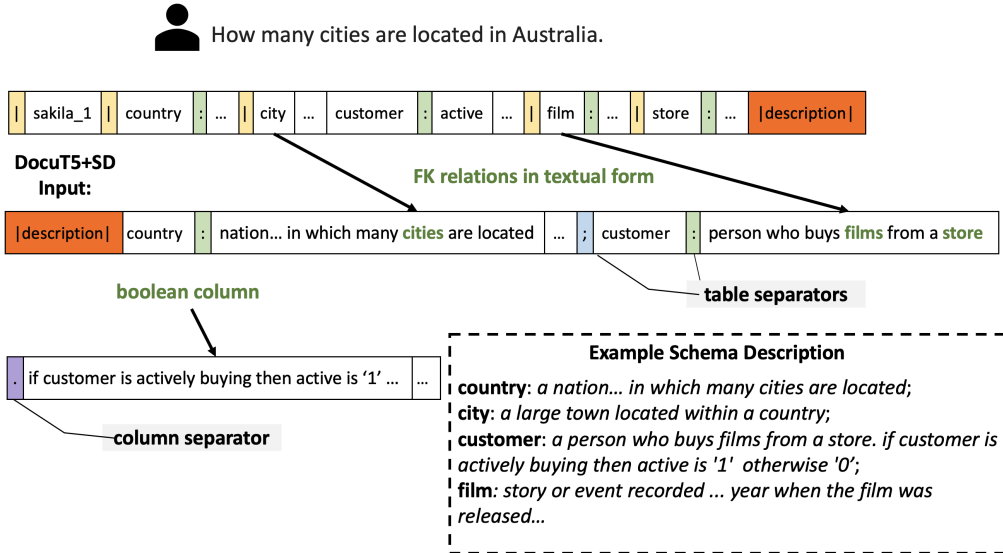 How many cities are located in Australia.
| sakila_1 | country : ... | city ... customer : active ... | film : ... | store : ... |description|
DocuT5+SD
Input:
FK relations in textual form
|description| country : nation... in which many cities are located ... ; customer : person who buys films from a store
boolean column
table separators
. if customer is actively buying then active is ‘1’ ... ...
column separator
Example Schema Description
country: a nation... in which many cities are located;
city: a large town located within a country;
customer: a person who buys films from a store. if customer is
actively buying then active is '1' otherwise '0’;
film: story or event recorded ... year when the film was
released...